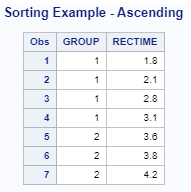 Sorting Example - Ascending
Obs GROUP RECTIME
1 1 1.8
2 1 2.1
3 1 2.8
4 1 3.1
5 2 3.6
6 2 3.8
7 2 4.2